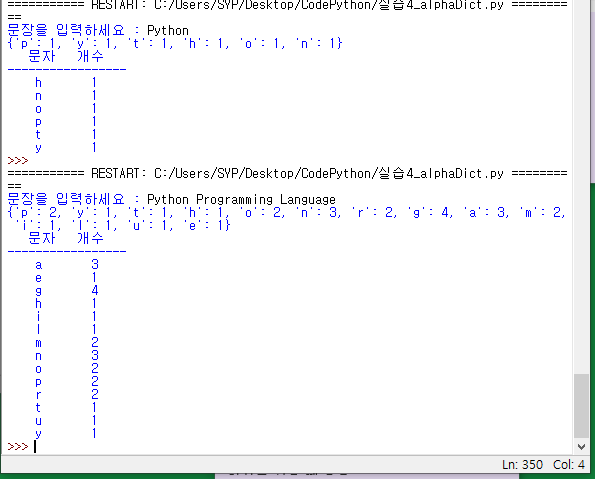 =========== RESTART: C:/Users/SYP/Desktop/CodePython/실습4_alphaDict.py ========
==
문장을 입력하세요 : Python
{'p': 1, 'y': 1, 't': 1, 'h': 1, 'o': 1, 'n': 1}
문자 개수
-----------------
h 1
n 1
o 1
p 1
t 1
y 1
>>>
=========== RESTART: C:/Users/SYP/Desktop/CodePython/실습4_alphaDict.py ========
==
문장을 입력하세요 : Python Programming Language
{'p': 2, 'y': 1, 't': 1, 'h': 1, 'o': 2, 'n': 3, 'r': 2, 'g': 4, 'a': 3, 'm': 2,
'i': 1, 'l': 1, 'u': 1, 'e': 1}
문자 개수
-----------------
a 3
e 1
g 4
h 1
i 1
l 1
m 2
n 3
o 2
p 2
r 2
t 1
u 1
y 1
>>>
Ln: 350 Col: 4